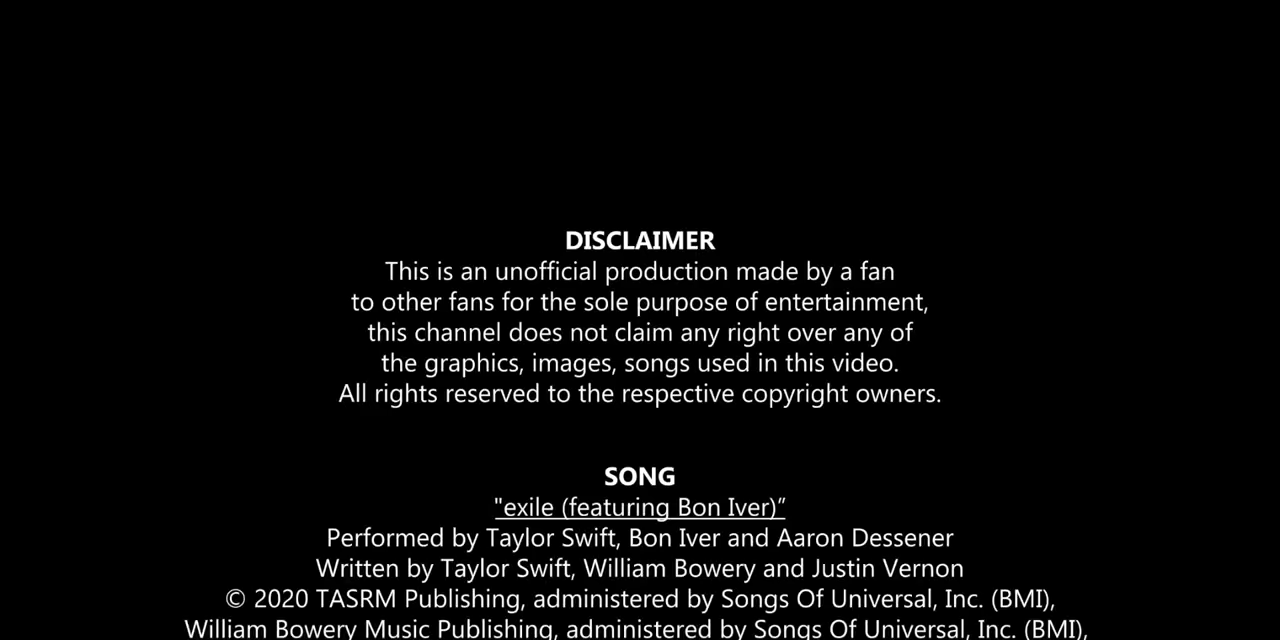 DISCLAIMER
This is an unofficial production made by a fan
to other fans for the sole purpose of entertainment,
this channel does not claim any right over any of
the graphics, images, songs used in this video.
All rights reserved to the respective copyright owners.
SONG
"exile (featuring Bon Iver)”
Performed by Taylor Swift, Bon Iver and Aaron Dessener
Written by Taylor Swift, William Bowery and Justin Vernon
© 2020 TASRM Publishing, administered by Songs Of Universal, Inc. (BMI),
William Bowery Music Publishing, administered by Songs Of Universal, Inc. (BMI),